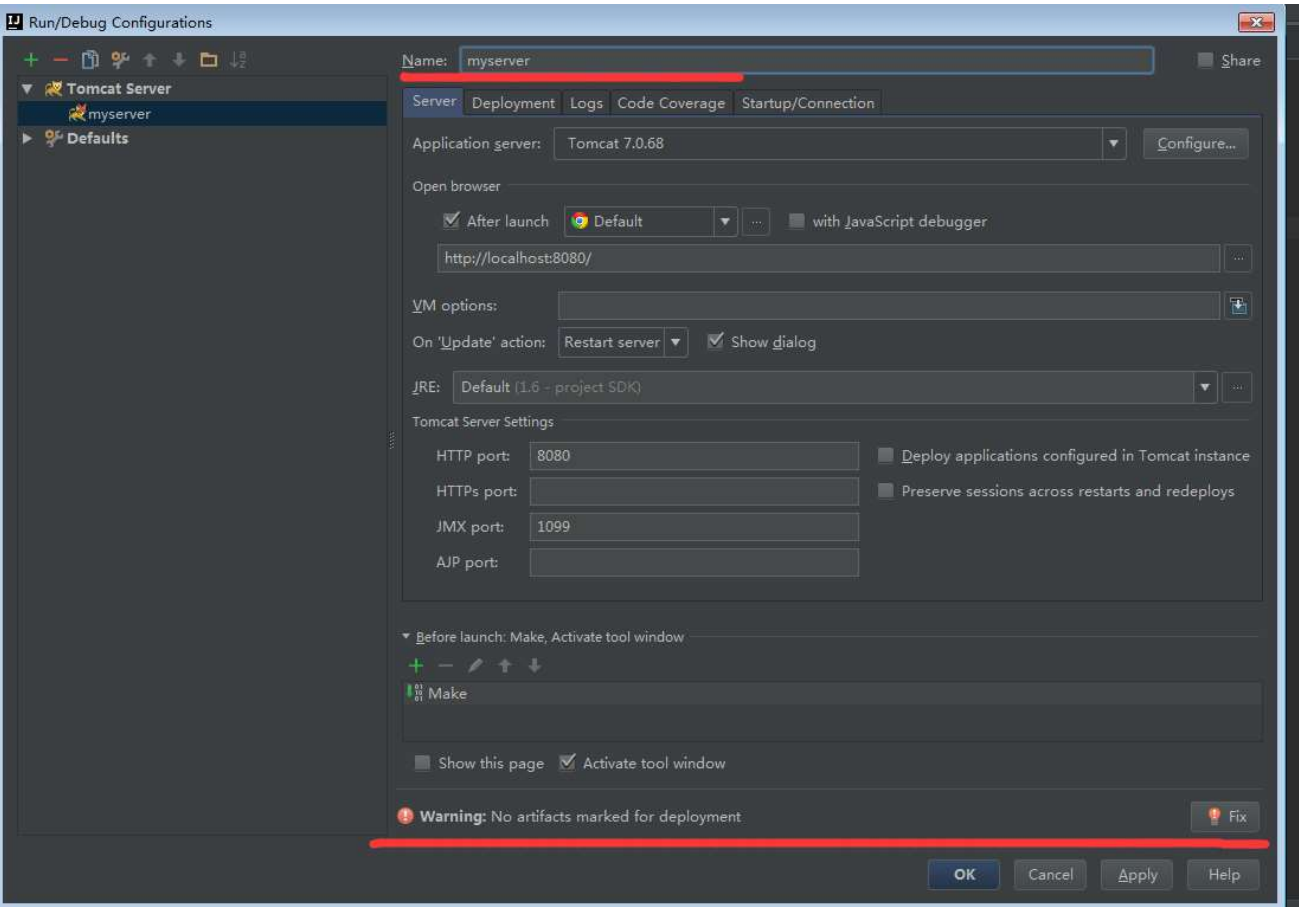 Run/Debug Configurations
Name: myserver Share
Tomcat Server
myserver
Defaults
Server Deployment Logs Code Coverage Startup/Connection
Application server: Tomcat 7.0.68 Configure...
Open browser
After launch Default ... with JavaScript debugger
http://localhost:8080/ ...
VM options:
On 'Update' action: Restart server Show dialog
JRE: Default (1.6 - project SDK) ...
Tomcat Server Settings
HTTP port: 8080 Deploy applications configured in Tomcat instance
HTTPs port: Preserve sessions across restarts and redeploys
JMX port: 1099
AJP port:
Before launch: Make, Activate tool window
Make
Show this page Activate tool window
Warning: No artifacts marked for deployment Fix
OK Cancel Apply Help